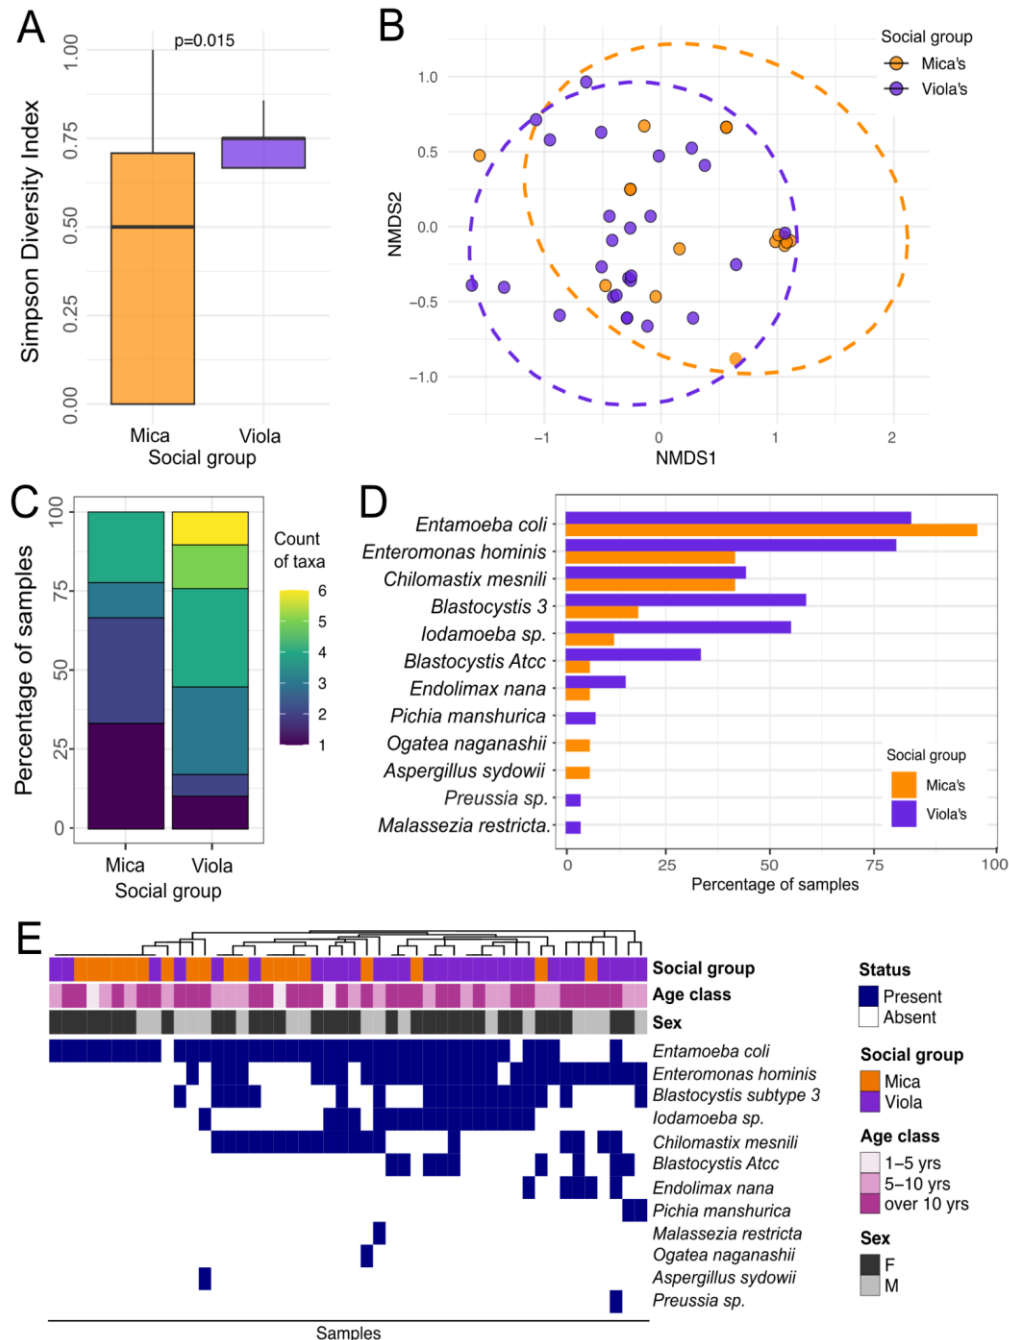 A
p=0.015
1.00
0.75
0.50
0.25
0.00
Simpson Diversity Index
Mica
Viola
Social group
B
Social group
Mica's
Viola's
1.0
0.5
0.0
−0.5
−1.0
NMDS2
−1
0
1
2
NMDS1
C
100
75
50
25
0
Percentage of samples
Mica
Viola
Social group
Count
of taxa
6
5
4
3
2
1
D
Entamoeba coli
Enteromonas hominis
Chilomastix mesnili
Blastocystis 3
Iodamoeba sp.
Blastocystis Atcc
Endolimax nana
Pichia manshurica
Ogatea naganashii
Aspergillus sydowii
Preussia sp.
Malassezia restricta.
Social group
Mica's
Viola's
0
25
50
75
100
Percentage of samples
E
Social group
Age class
Sex
Entamoeba coli
Enteromonas hominis
Blastocystis subtype 3
Iodamoeba sp.
Chilomastix mesnili
Blastocystis Atcc
Endolimax nana
Pichia manshurica
Malassezia restricta
Ogatea naganashii
Aspergillus sydowii
Preussia sp.
Samples
Status
Present
Absent
Social group
Mica
Viola
Age class
1−5 yrs
5−10 yrs
over 10 yrs
Sex
F
M